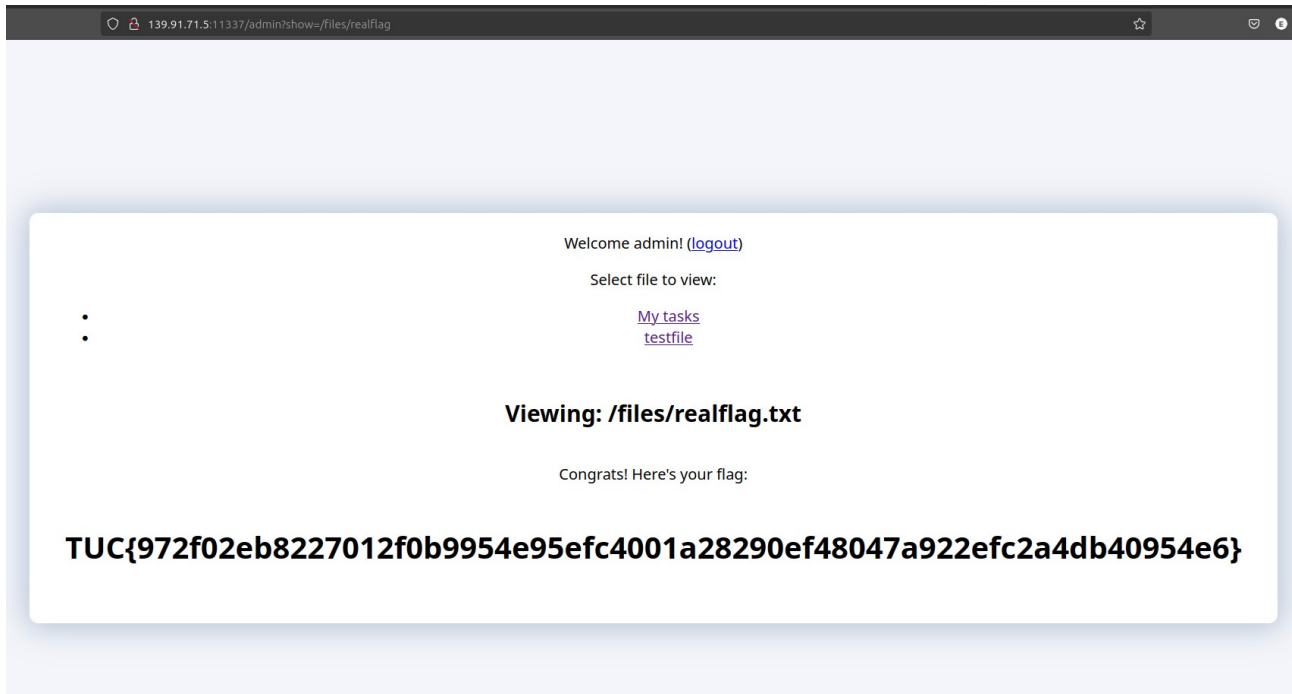 139.91.71.5:11337/admin?show=/files/realflag
E
Welcome admin! (logout)
Select file to view:
• My tasks
• testfile
Viewing: /files/realflag.txt
Congrats! Here's your flag:
TUC{972f02eb8227012f0b9954e95efc4001a28290ef48047a922efc2a4db40954e6}